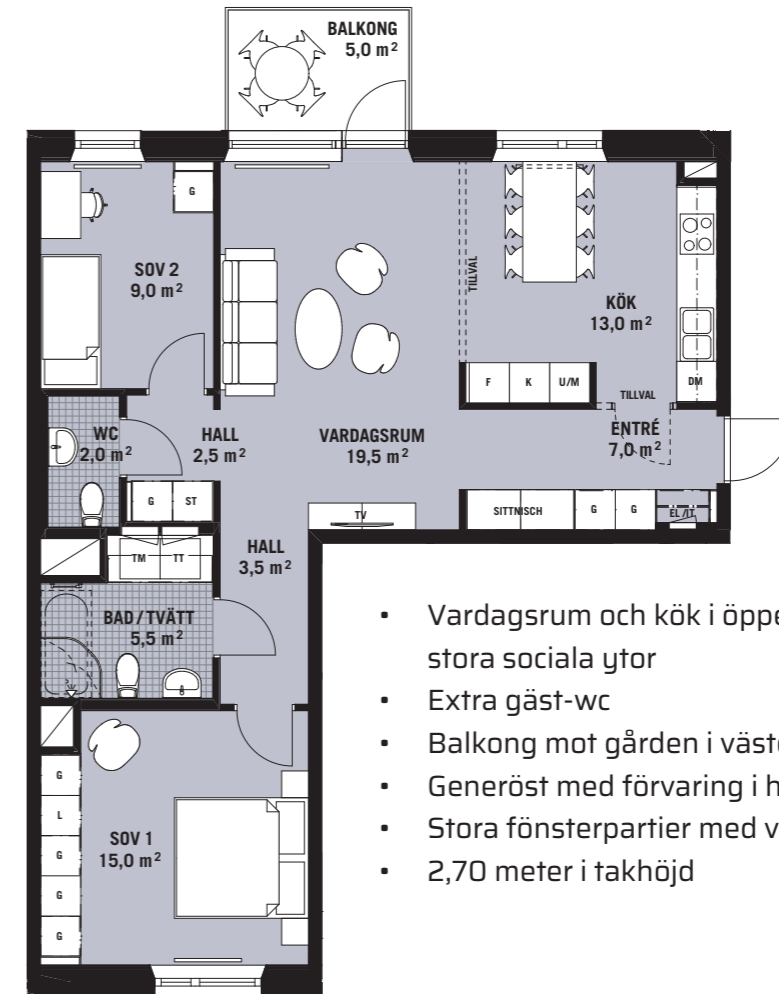 BALKONG
5,0 m²
G
SOV 2
9,0 m²
TILLVAL
KÖK
13,0 m²
F K U/M
DM
TILLVAL
WC
2,0 m²
HALL
2,5 m²
VARDAGSRUM
19,5 m²
ENTRÉ
7,0 m²
G ST
TV
SITTNISCH G G EL/IT
TM TT
HALL
3,5 m²
BAD/TVÄTT
5,5 m²
G
L
G
G
G
SOV 1
15,0 m²
• Vardagsrum och kök i öppe
stora sociala ytor
• Extra gäst-wc
• Balkong mot gården i väste
• Generöst med förvaring i h
• Stora fönsterpartier med v
• 2,70 meter i takhöjd